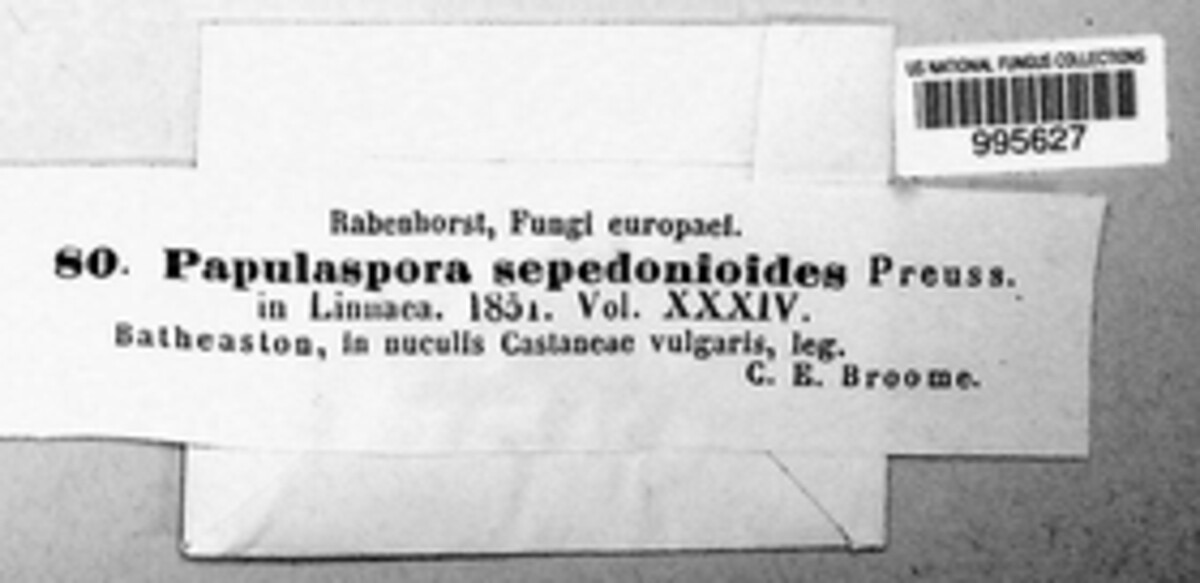 US NATIONAL FUNGUS COLLECTIONS
995627
Rabenhorst, Fungi europaei.
80. Papulaspora sepedonioides Preuss.
in Linnaea. 1851. Vol. XXXIV.
Batheaston, in nuculis Castaneae vulgaris, leg.
C. E. Broome.